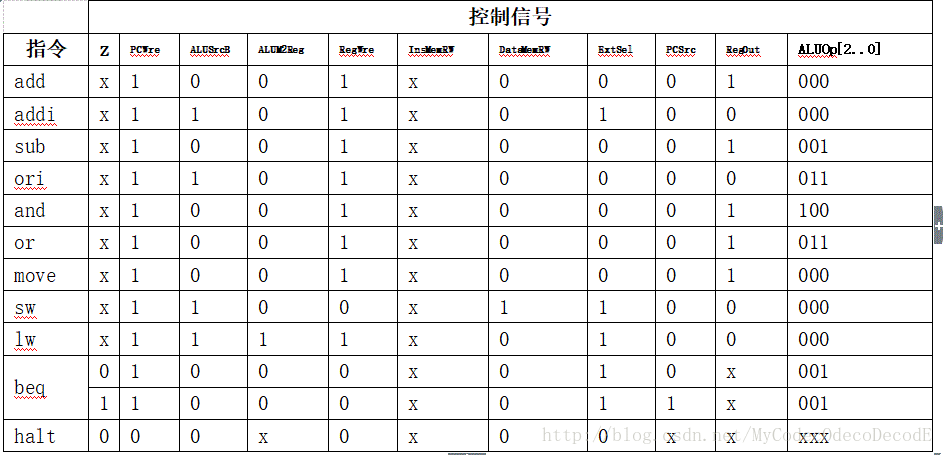 控制信号
指令 Z PCWre ALUSrcB ALUM2Reg RegWre InsMemRW DateMemRW ExtSel PCSrc RegOut ALUOp[2..0]
add x 1 0 0 1 x 0 0 0 1 000
addi x 1 1 0 1 x 0 1 0 0 000
sub x 1 0 0 1 x 0 0 0 1 001
ori x 1 1 0 1 x 0 0 0 0 011
and x 1 0 0 1 x 0 0 0 1 100
or x 1 0 0 1 x 0 0 0 1 011
move x 1 0 0 1 x 0 0 0 1 000
sw x 1 1 0 0 x 1 1 0 0 000
lw x 1 1 1 1 x 0 1 0 0 000
beq 0 1 0 0 0 x 0 1 0 x 001
1 1 0 0 0 x 0 1 1 x 001
halt 0 0 0 x 0 x 0 0 x x xxx
http://blog.csdn.net/MyCodecOdecoDecodE